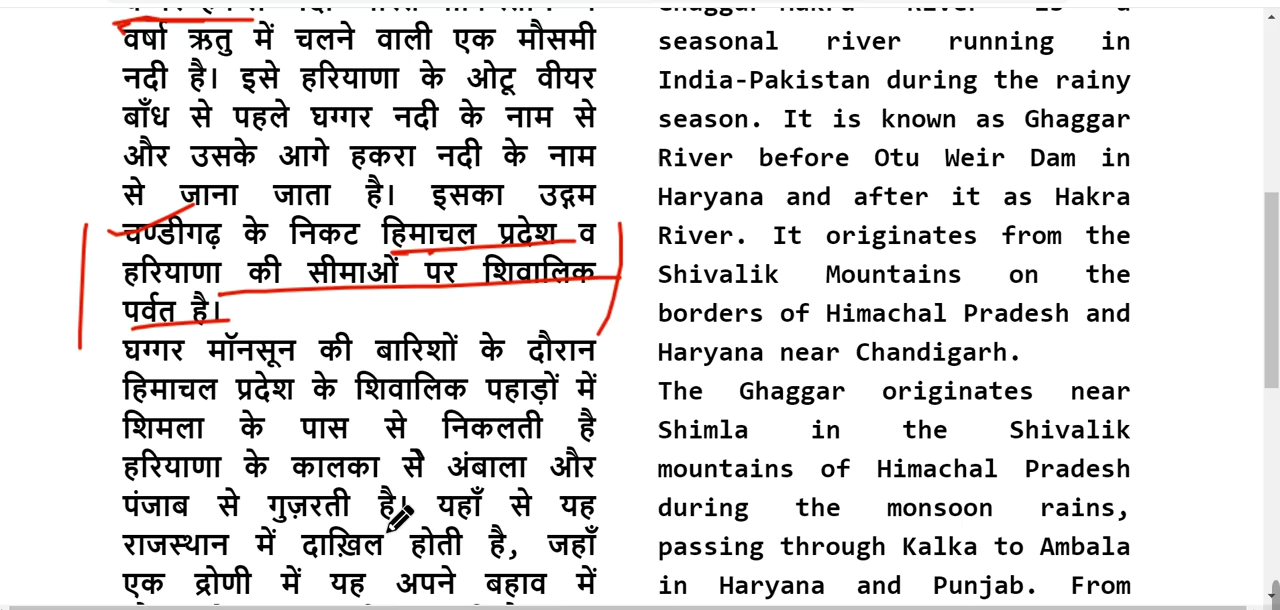 वर्षा ऋतु में चलने वाली एक मौसमी
नदी है। इसे हरियाणा के ओटू वीयर
बाँध से पहले घग्गर नदी के नाम से
और उसके आगे हकरा नदी के नाम
से जाना जाता है। इसका उद्गम
चण्डीगढ़ के निकट हिमाचल प्रदेश व
हरियाणा की सीमाओं पर शिवालिक
पर्वत है।
घग्गर मॉनसून की बारिशों के दौरान
हिमाचल प्रदेश के शिवालिक पहाड़ों में
शिमला के पास से निकलती है
हरियाणा के कालका से अंबाला और
पंजाब से गुज़रती है। यहाँ से यह
राजस्थान में दाख़िल होती है, जहाँ
एक द्रोणी में यह अपने बहाव में
Ghaggar-Hakra River is a
seasonal river running in
India-Pakistan during the rainy
season. It is known as Ghaggar
River before Otu Weir Dam in
Haryana and after it as Hakra
River. It originates from the
Shivalik Mountains on the
borders of Himachal Pradesh and
Haryana near Chandigarh.
The Ghaggar originates near
Shimla in the Shivalik
mountains of Himachal Pradesh
during the monsoon rains,
passing through Kalka to Ambala
in Haryana and Punjab. From